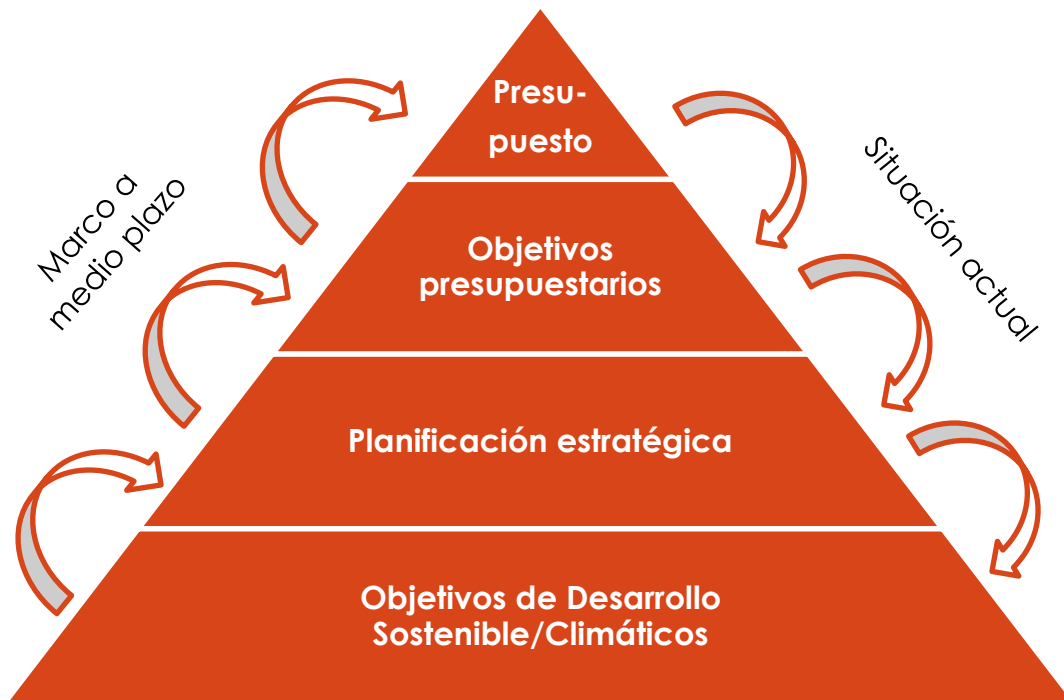 Presu-
puesto
Marco a
medio plazo
Situación actual
Objetivos
presupuestarios
Planificación estratégica
Objetivos de Desarrollo
Sostenible/Climáticos